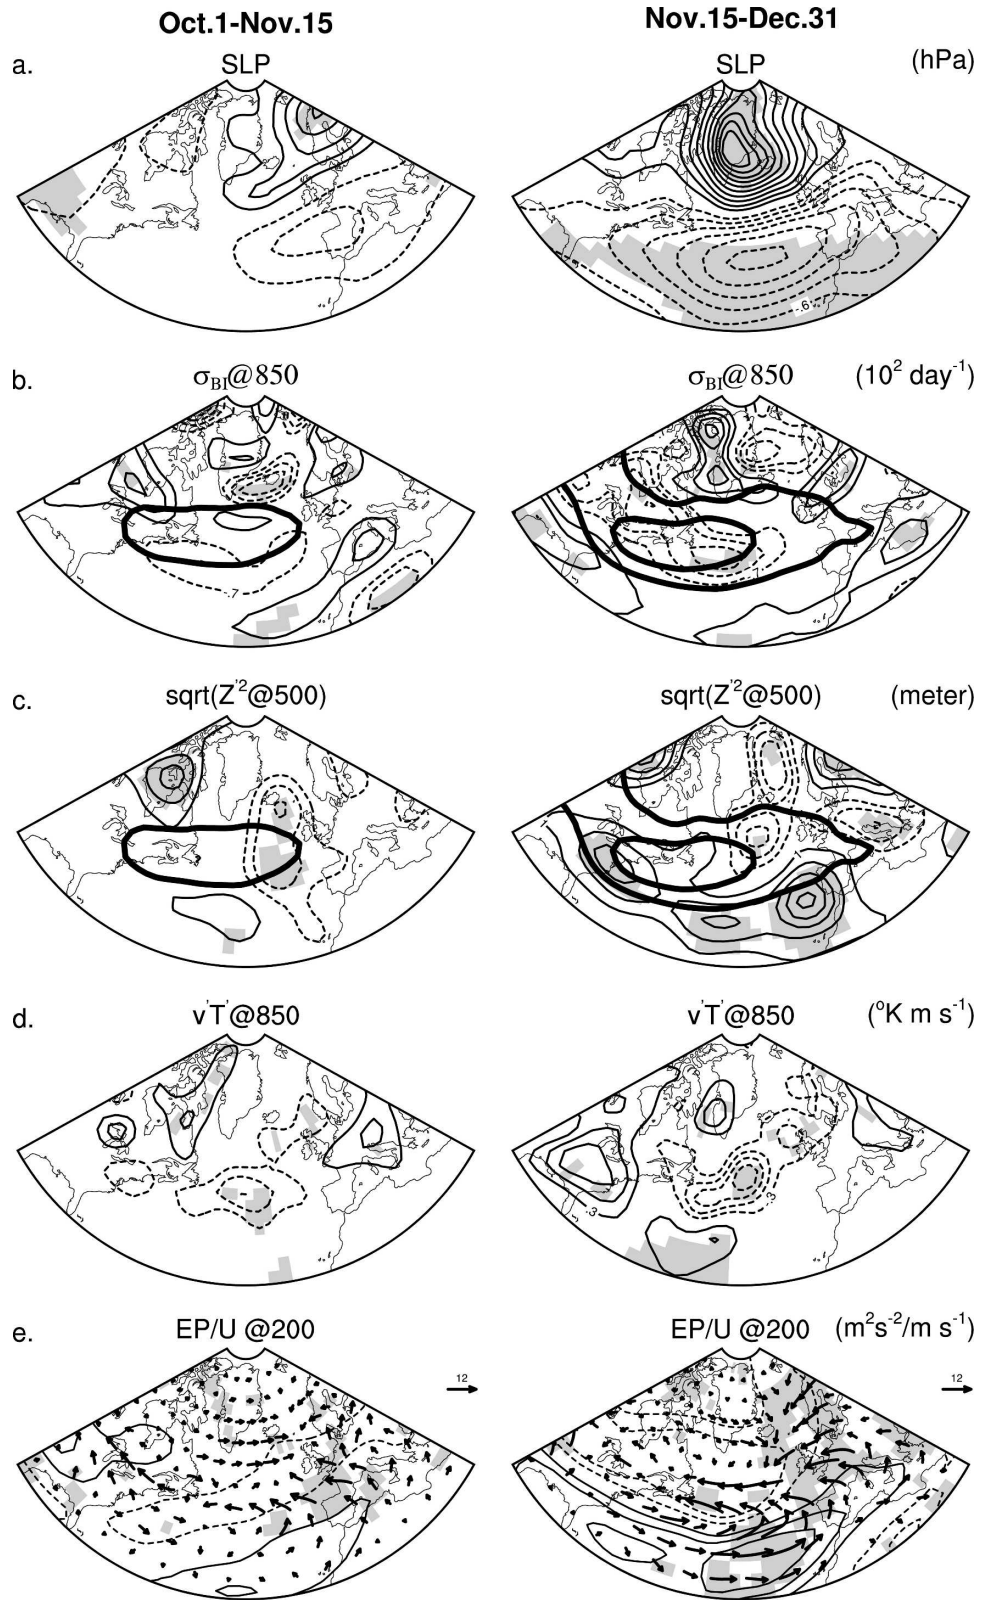 Oct.1-Nov.15 Nov.15-Dec.31
a. SLP SLP (hPa)
-.6
b. σBI@850 σBI@850 (10² day⁻¹)
-.7
c. sqrt(Z'²@500) sqrt(Z'²@500) (meter)
d. v'T'@850 v'T'@850 (°K m s⁻¹)
.3 .3
e. EP/U @200 EP/U @200 (m²s⁻²/m s⁻¹)
12 12